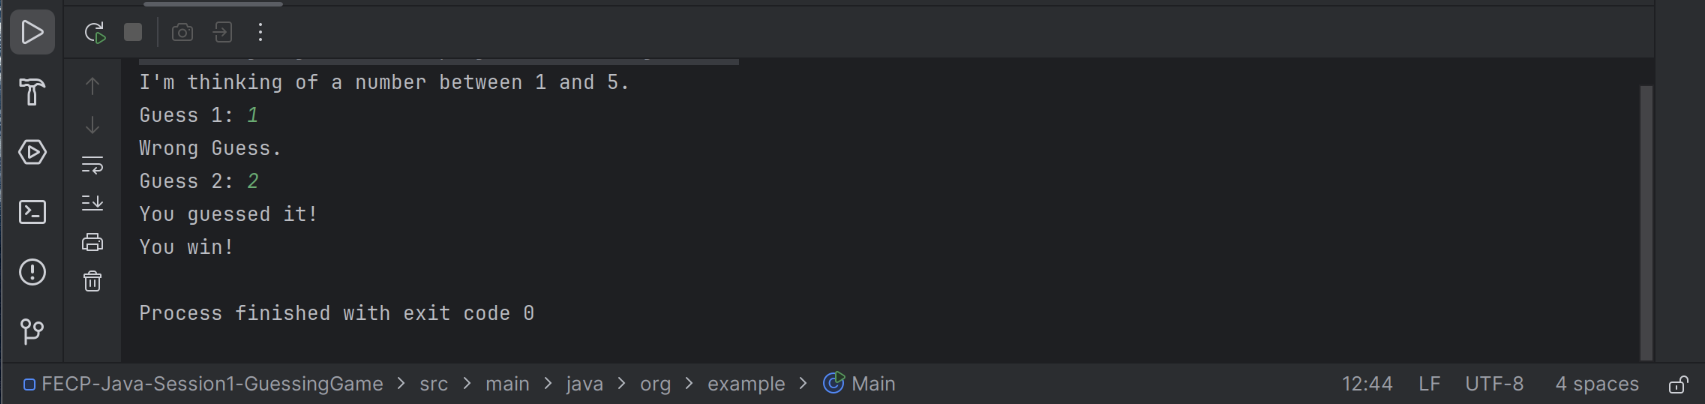 I'm thinking of a number between 1 and 5.
Guess 1: 1
Wrong Guess.
Guess 2: 2
You guessed it!
You win!
Process finished with exit code 0
FECP-Java-Session1-GuessingGame > src > main > java > org > example > Main
12:44 LF UTF-8 4 spaces